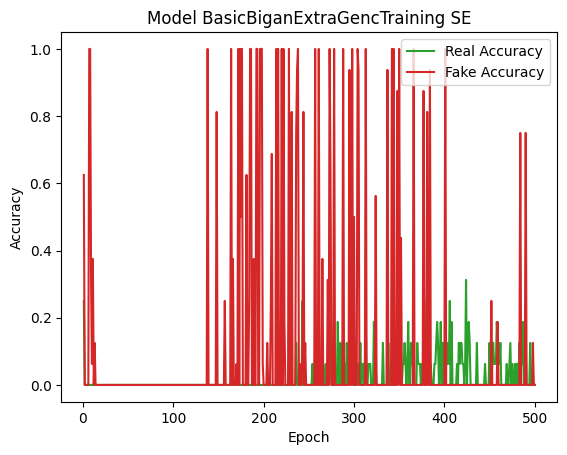 Model BasicBiganExtraGencTraining SE
Real Accuracy
Fake Accuracy
1.0
0.8
0.6
0.4
0.2
0.0
Accuracy
0 100 200 300 400 500
Epoch